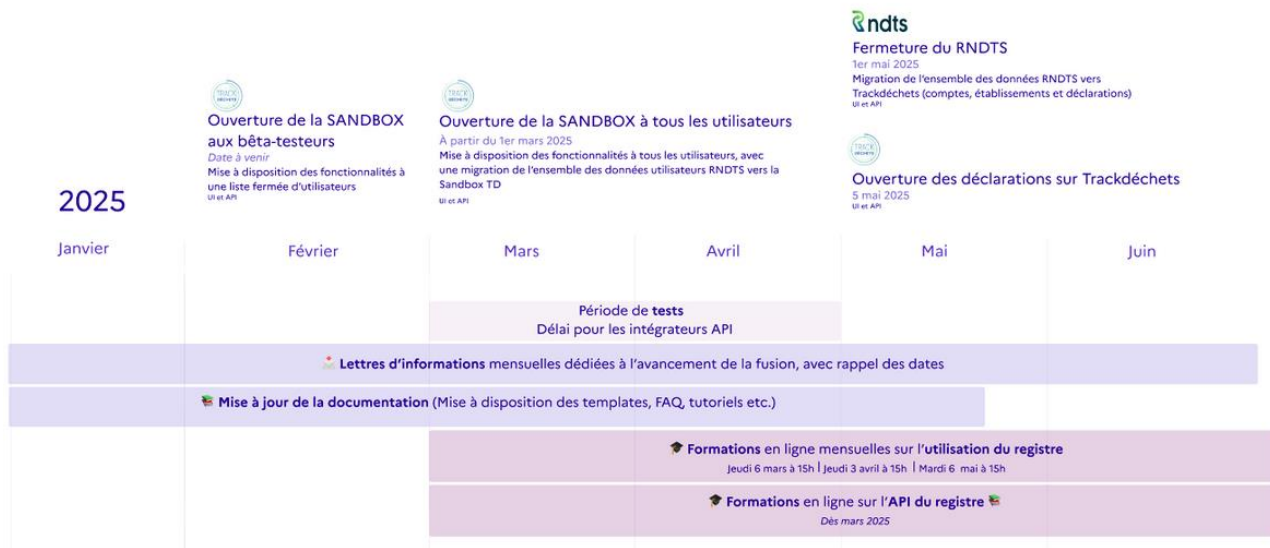 TRACK
DÉCHETS
Ouverture de la SANDBOX
aux bêta-testeurs
Date à venir
Mise à disposition des fonctionnalités à
une liste fermée d'utilisateurs
UI et API
TRACK
DÉCHETS
Ouverture de la SANDBOX à tous les utilisateurs
À partir du 1er mars 2025
Mise à disposition des fonctionnalités à tous les utilisateurs, avec
une migration de l'ensemble des données utilisateurs RNDTS vers la
Sandbox TD
UI et API
Rndts
Fermeture du RNDTS
1er mai 2025
Migration de l'ensemble des données RNDTS vers
Trackdéchets (comptes, établissements et déclarations)
UI et API
TRACK
DÉCHETS
Ouverture des déclarations sur Trackdéchets
5 mai 2025
UI et API
2025
Janvier
Février
Mars
Avril
Mai
Juin
Période de tests
Délai pour les intégrateurs API
Lettres d'informations mensuelles dédiées à l'avancement de la fusion, avec rappel des dates
Mise à jour de la documentation (Mise à disposition des templates, FAQ, tutoriels etc.)
Formations en ligne mensuelles sur l'utilisation du registre
Jeudi 6 mars à 15h | Jeudi 3 avril à 15h | Mardi 6 mai à 15h
Formations en ligne sur l'API du registre
Dès mars 2025